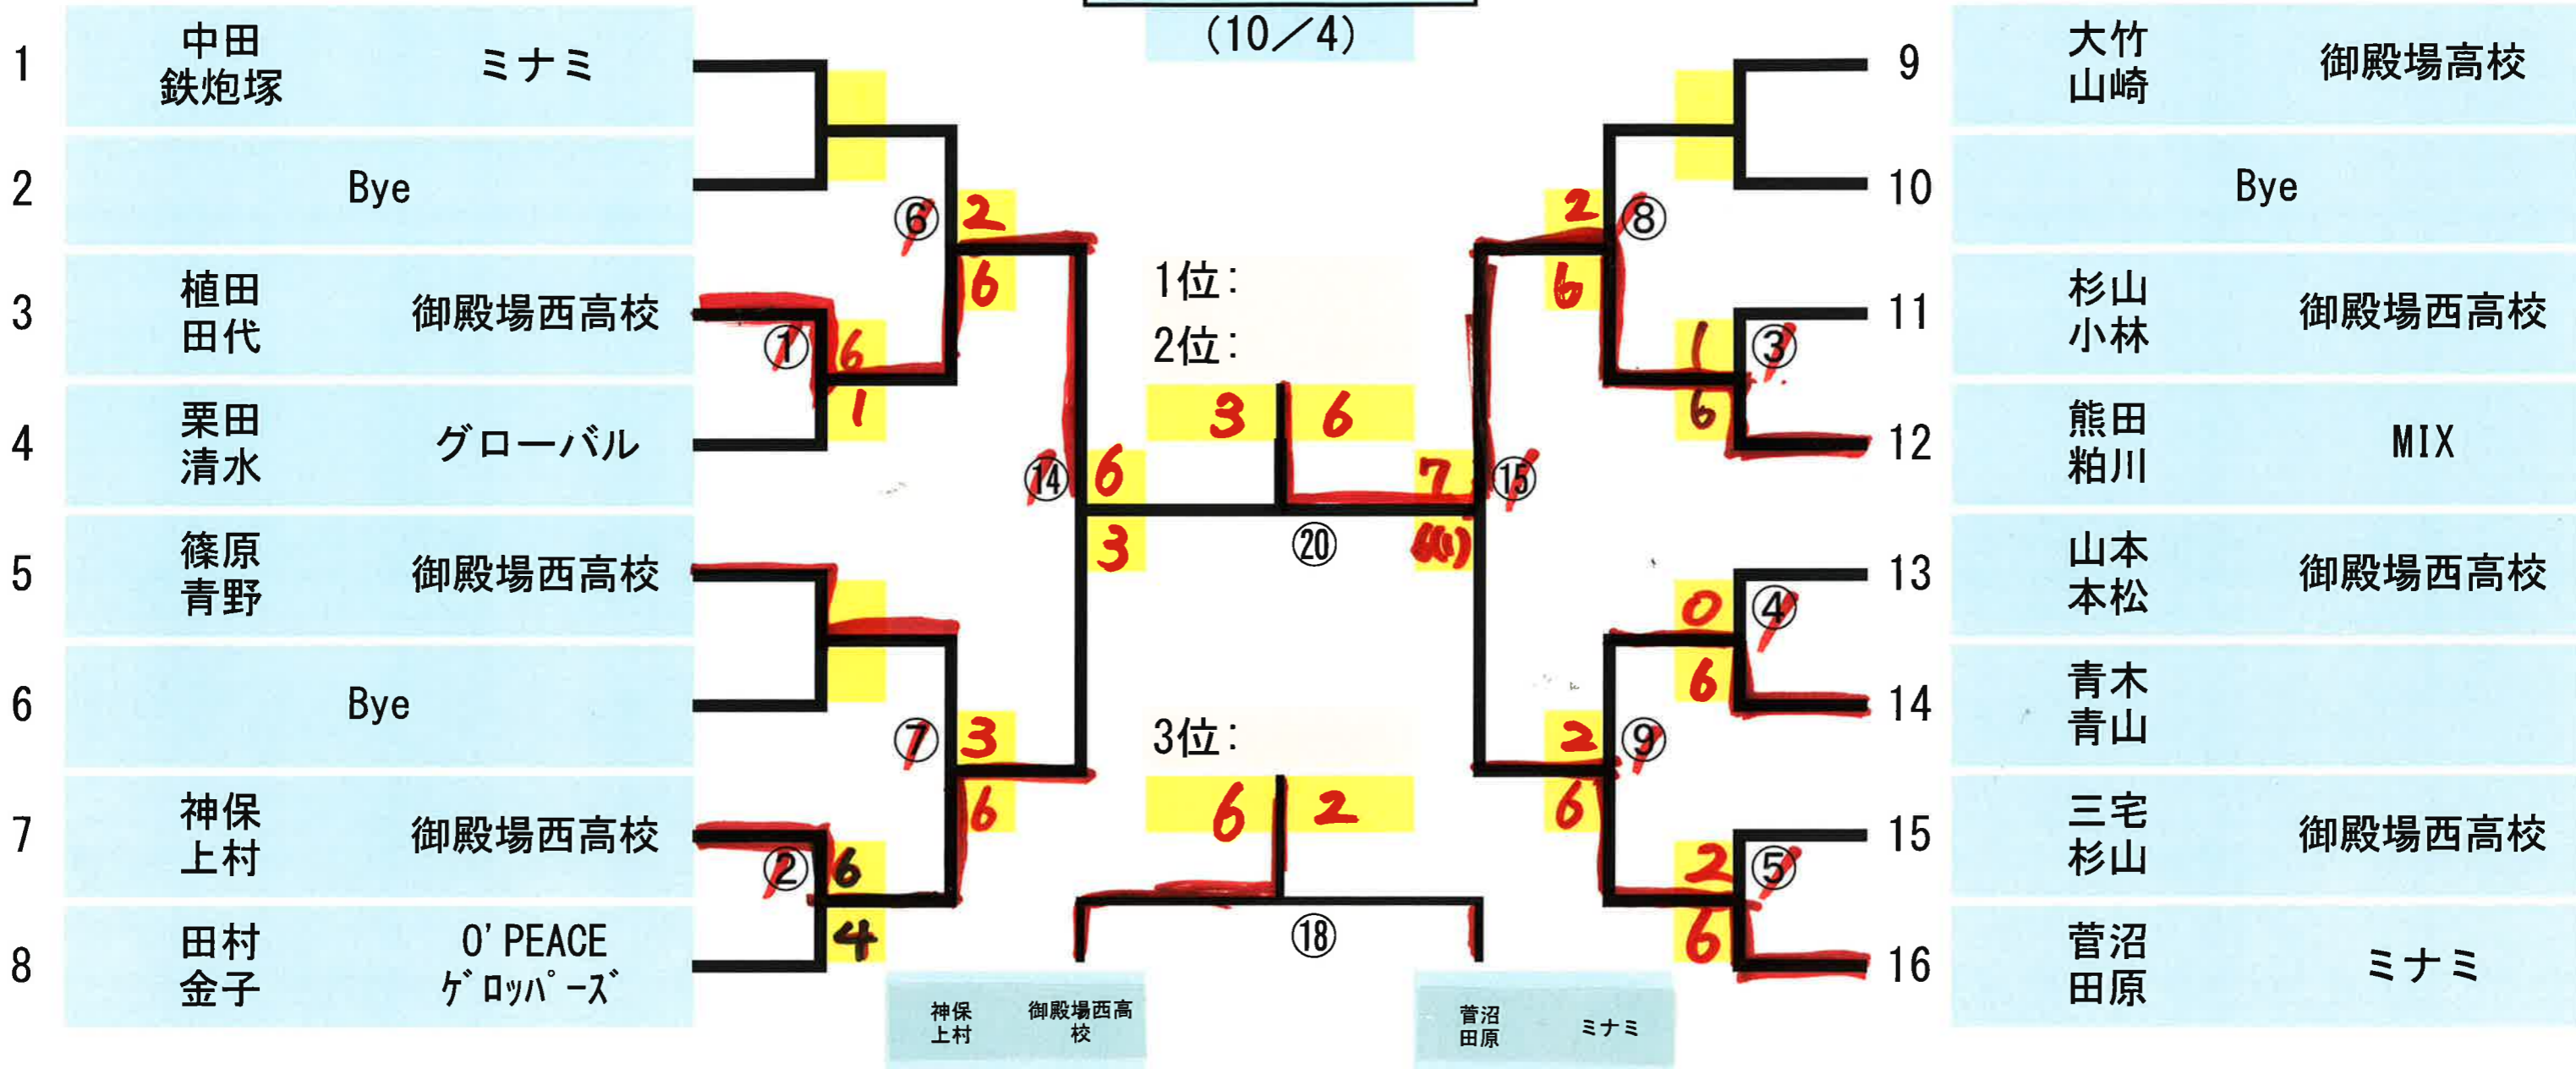 (10／4)
1 中田 鉄炮塚 ミナミ
2 Bye
3 植田 田代 御殿場西高校
4 栗田 清水 グローバル
5 篠原 青野 御殿場西高校
6 Bye
7 神保 上村 御殿場西高校
8 田村 金子 O'PEACE ｹﾞﾛｯﾊﾟｰｽﾞ
① 6 1
② 6 4
⑥ 2 6
⑦ 3 6
⑭ 6 3
1位：
2位：
3 6
⑳
3位：
6 2
⑱
神保 上村 御殿場西高校
菅沼 田原 ミナミ
7 ⑮
2 6 ⑧
2 6 ⑨
1 6 ③
0 6 ④
2 6 ⑤
9 大竹 山崎 御殿場高校
10 Bye
11 杉山 小林 御殿場西高校
12 熊田 粕川 MIX
13 山本 本松 御殿場西高校
14 青木 青山
15 三宅 杉山 御殿場西高校
16 菅沼 田原 ミナミ